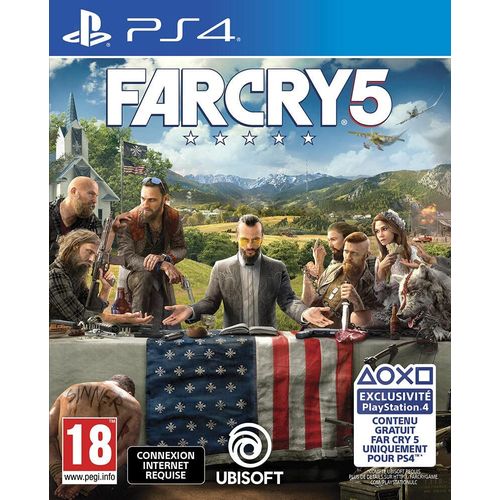 PS4
FARCRY5
SINNER
18
www.pegi.info
CONNEXION
INTERNET
REQUISE
UBISOFT
EXCLUSIVITÉ
PlayStation.4
CONTENU
GRATUIT
FAR CRY 5
UNIQUEMENT
POUR PS4™